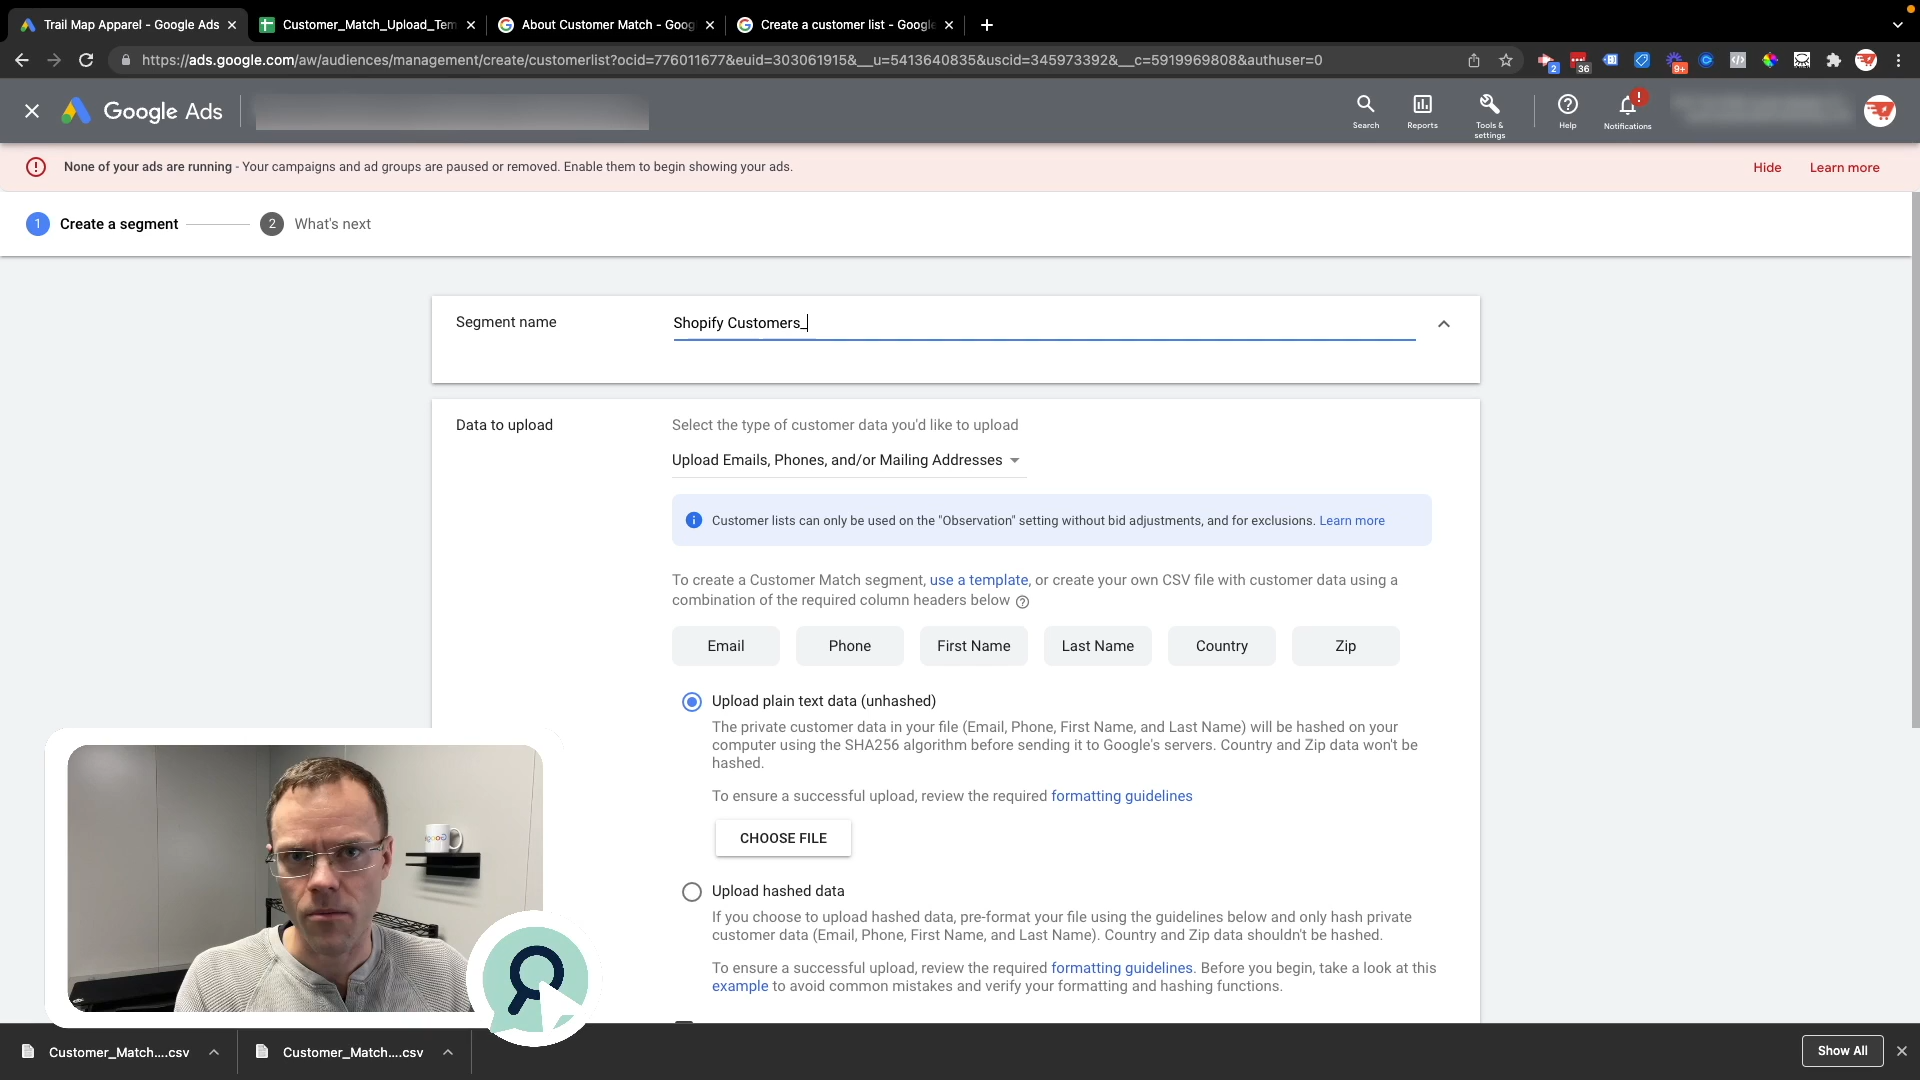 Trail Map Apparel - Google Ads
Customer_Match_Upload_Tem
About Customer Match - Goog
Create a customer list - Google
https://ads.google.com/aw/audiences/management/create/customerlist?ocid=776011677&euid=303061915&__u=5413640835&uscid=345973392&__c=5919969808&authuser=0
2
36
9+
Google Ads
Search
Reports
Tools &
settings
Help
Notifications
None of your ads are running - Your campaigns and ad groups are paused or removed. Enable them to begin showing your ads.
Hide
Learn more
1
Create a segment
2
What's next
Segment name
Shopify Customers_
Data to upload
Select the type of customer data you'd like to upload
Upload Emails, Phones, and/or Mailing Addresses
Customer lists can only be used on the "Observation" setting without bid adjustments, and for exclusions. Learn more
To create a Customer Match segment, use a template, or create your own CSV file with customer data using a
combination of the required column headers below
Email
Phone
First Name
Last Name
Country
Zip
Upload plain text data (unhashed)
The private customer data in your file (Email, Phone, First Name, and Last Name) will be hashed on your
computer using the SHA256 algorithm before sending it to Google's servers. Country and Zip data won't be
hashed.
To ensure a successful upload, review the required formatting guidelines
CHOOSE FILE
Upload hashed data
If you choose to upload hashed data, pre-format your file using the guidelines below and only hash private
customer data (Email, Phone, First Name, and Last Name). Country and Zip data shouldn't be hashed.
To ensure a successful upload, review the required formatting guidelines. Before you begin, take a look at this
example to avoid common mistakes and verify your formatting and hashing functions.
Customer_Match....csv
Customer_Match....csv
Show All